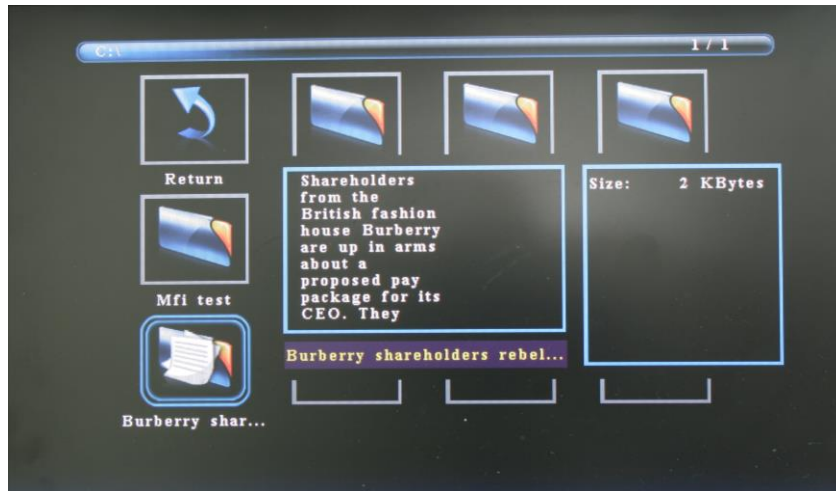 C:\
1 / 1
Return
Shareholders
from the
British fashion
house Burberry
are up in arms
about a
proposed pay
package for its
CEO. They
Size: 2 KBytes
Mfi test
Burberry shareholders rebel...
Burberry shar...